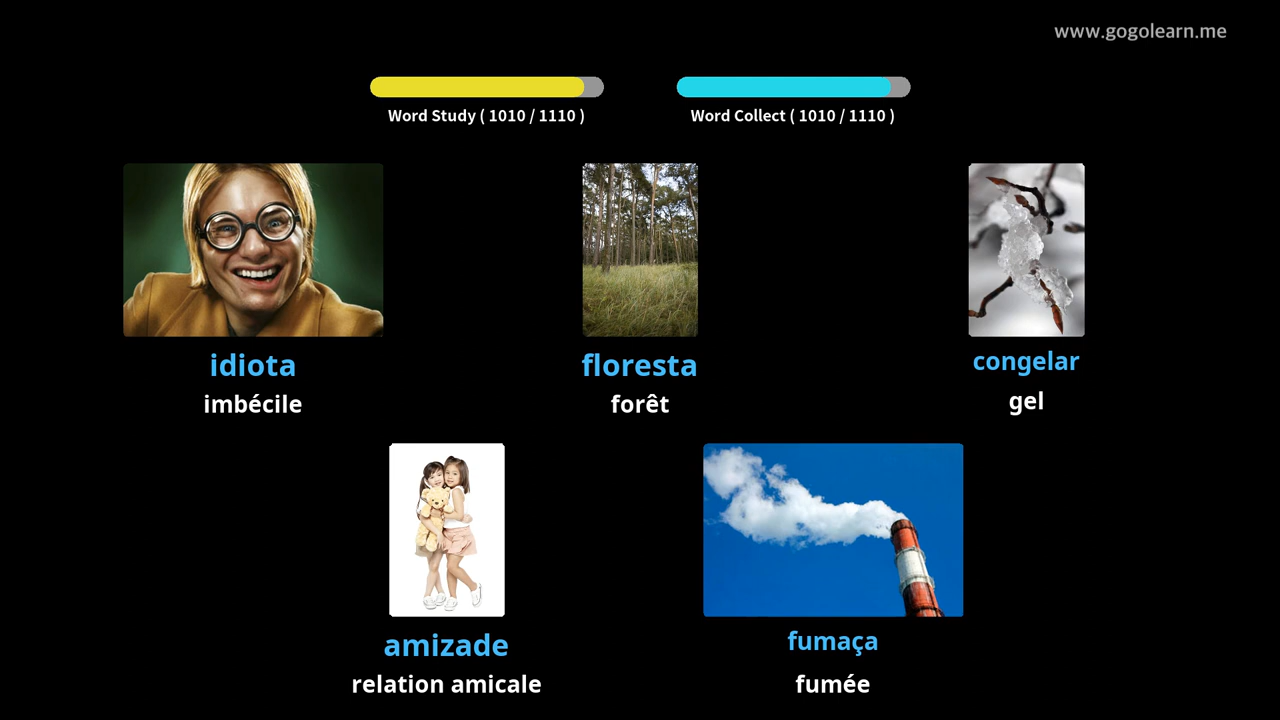 www.gogolearn.me
Word Study ( 1010 / 1110 )
Word Collect ( 1010 / 1110 )
idiota
imbécile
floresta
forêt
congelar
gel
amizade
relation amicale
fumaça
fumée